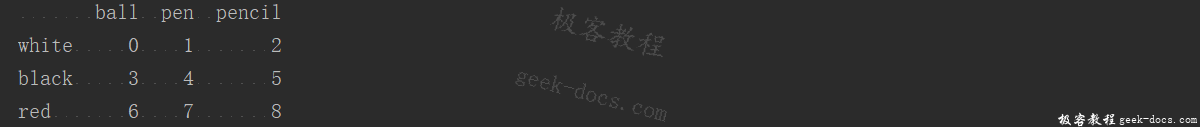 ball pen pencil
white 0 1 2
black 3 4 5
red 6 7 8
极客教程
geek-docs.com
极客教程 geek-docs.com